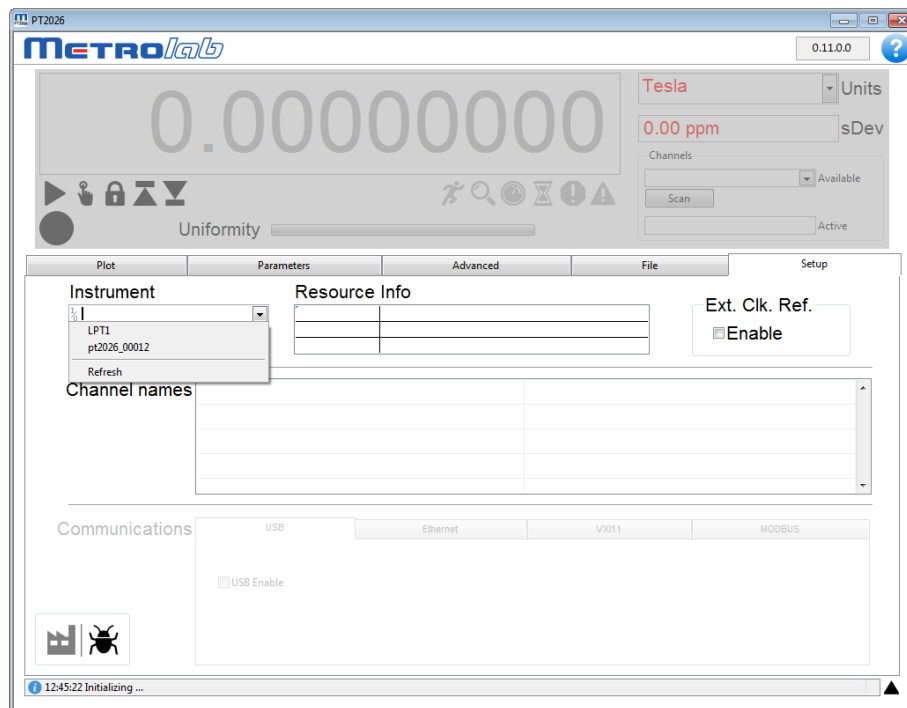 PT2026
METROlab
0.11.0.0
?
0.00000000
Tesla
Units
0.00 ppm
sDev
Channels
Available
Scan
Active
Uniformity
Plot
Parameters
Advanced
File
Setup
Instrument
Resource Info
Ext. Clk. Ref.
Enable
LPT1
pt2026_00012
Refresh
Channel names
Communications
USB
Ethernet
VXI11
MODBUS
USB Enable
12:45:22 Initializing ...